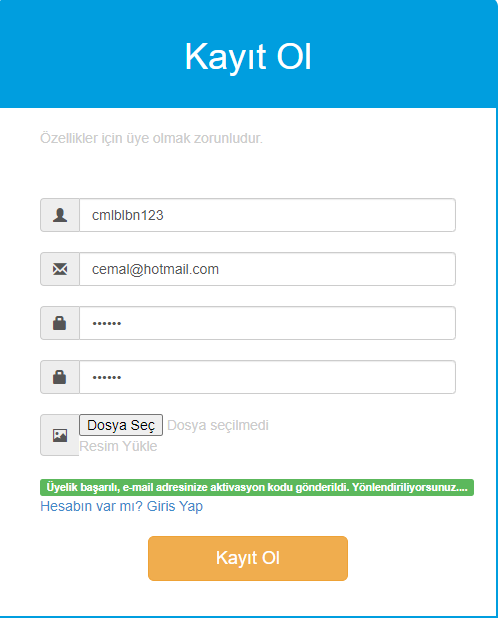 Kayıt Ol
Özellikler için üye olmak zorunludur.
cmlblbn123
cemal@hotmail.com
••••••
••••••
Dosya Seç Dosya seçilmedi
Resim Yükle
Üyelik başarılı, e-mail adresinize aktivasyon kodu gönderildi. Yönlendiriliyorsunuz....
Hesabın var mı? Giris Yap
Kayıt Ol